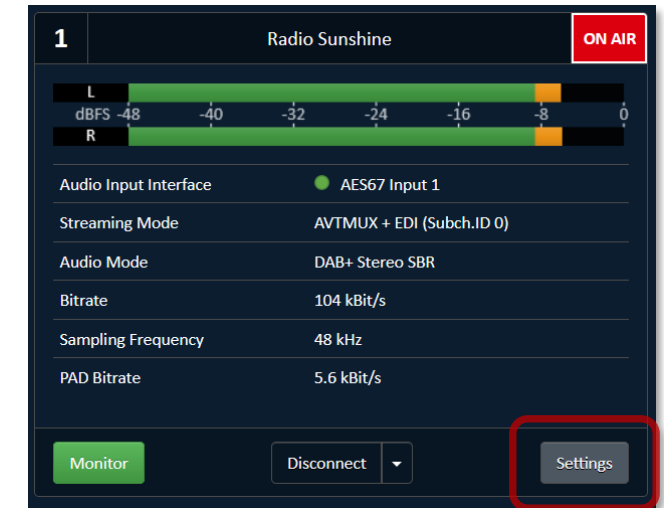 1 Radio Sunshine ON AIR
L
dBFS -48 -40 -32 -24 -16 -8 0
R
Audio Input Interface AES67 Input 1
Streaming Mode AVTMUX + EDI (Subch.ID 0)
Audio Mode DAB+ Stereo SBR
Bitrate 104 kBit/s
Sampling Frequency 48 kHz
PAD Bitrate 5.6 kBit/s
Monitor Disconnect Settings